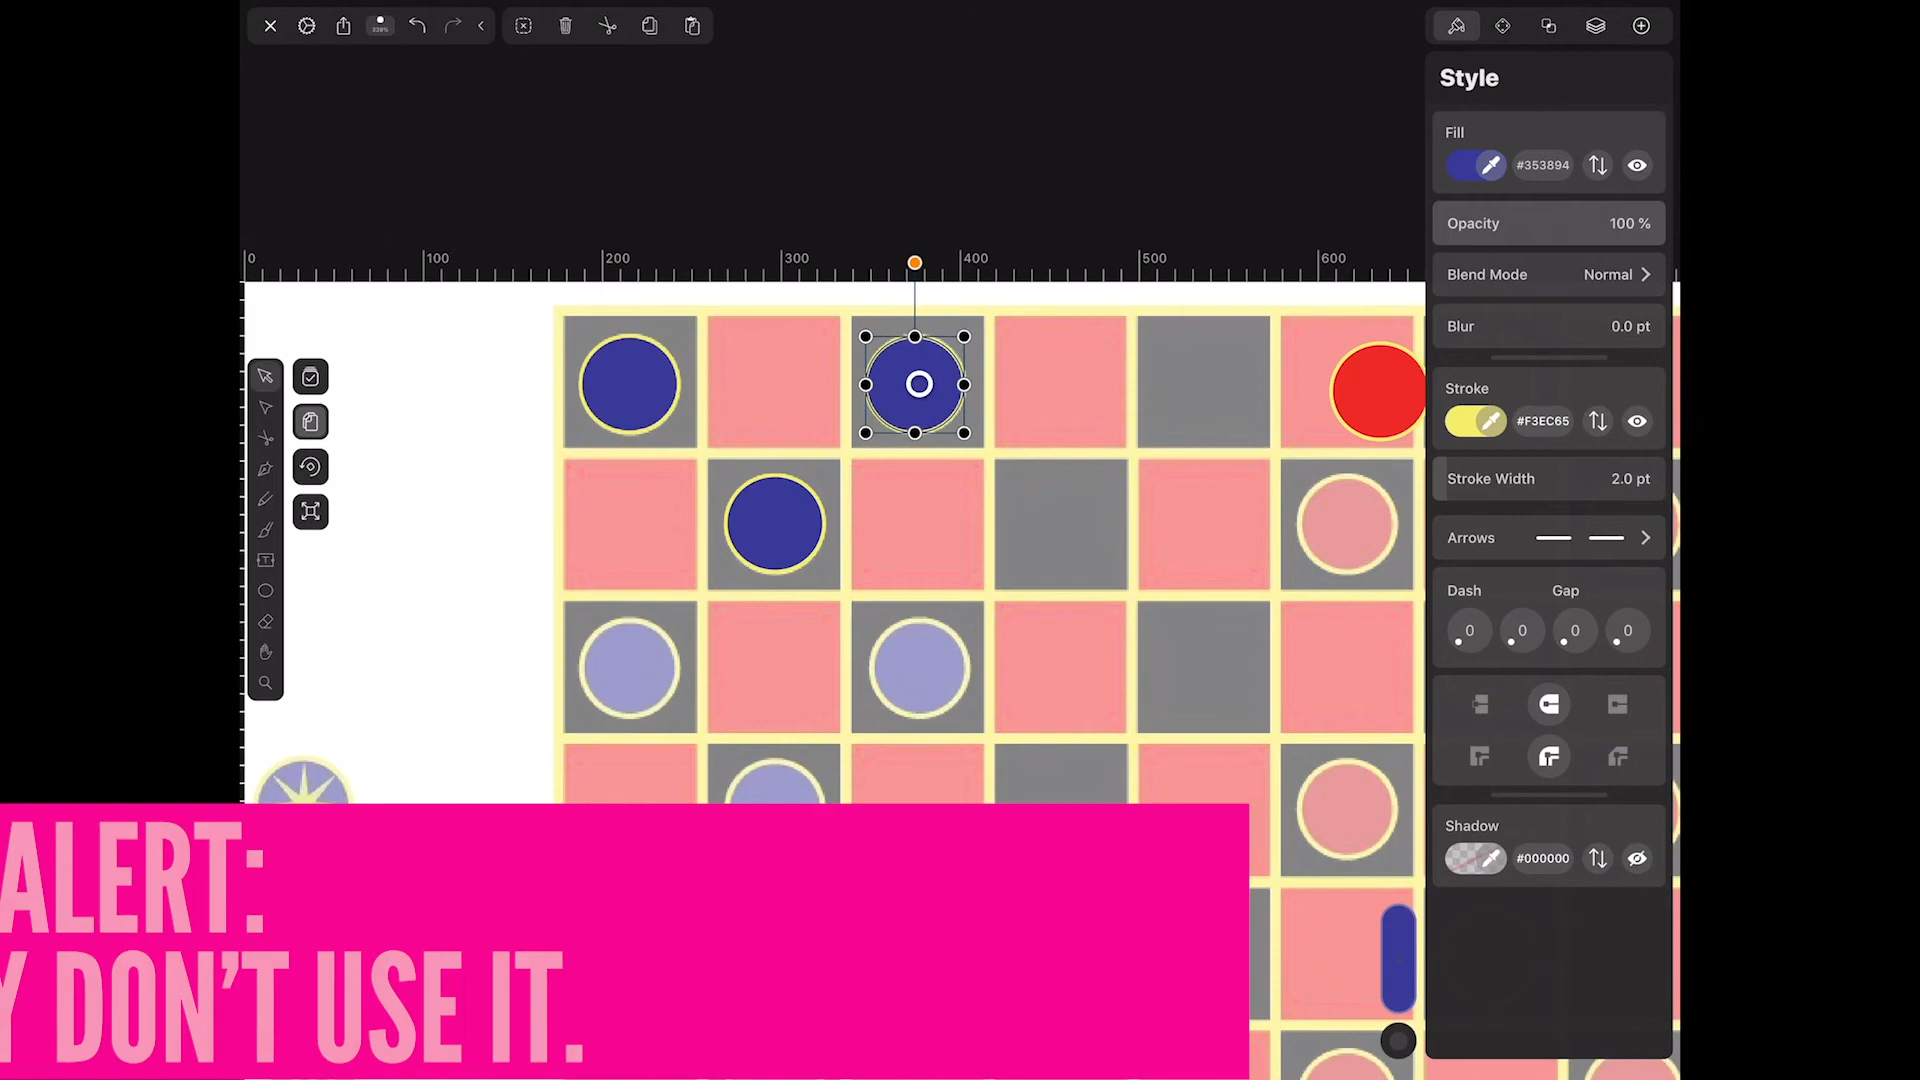 338%
Style
Fill
#353894
Opacity 100 %
Blend Mode Normal
Blur 0.0 pt
Stroke
#F3EC65
Stroke Width 2.0 pt
Arrows
Dash Gap
0 0 0 0
Shadow
#000000
0 100 200 300 400 500 600
ALERT:
Y DON'T USE IT.